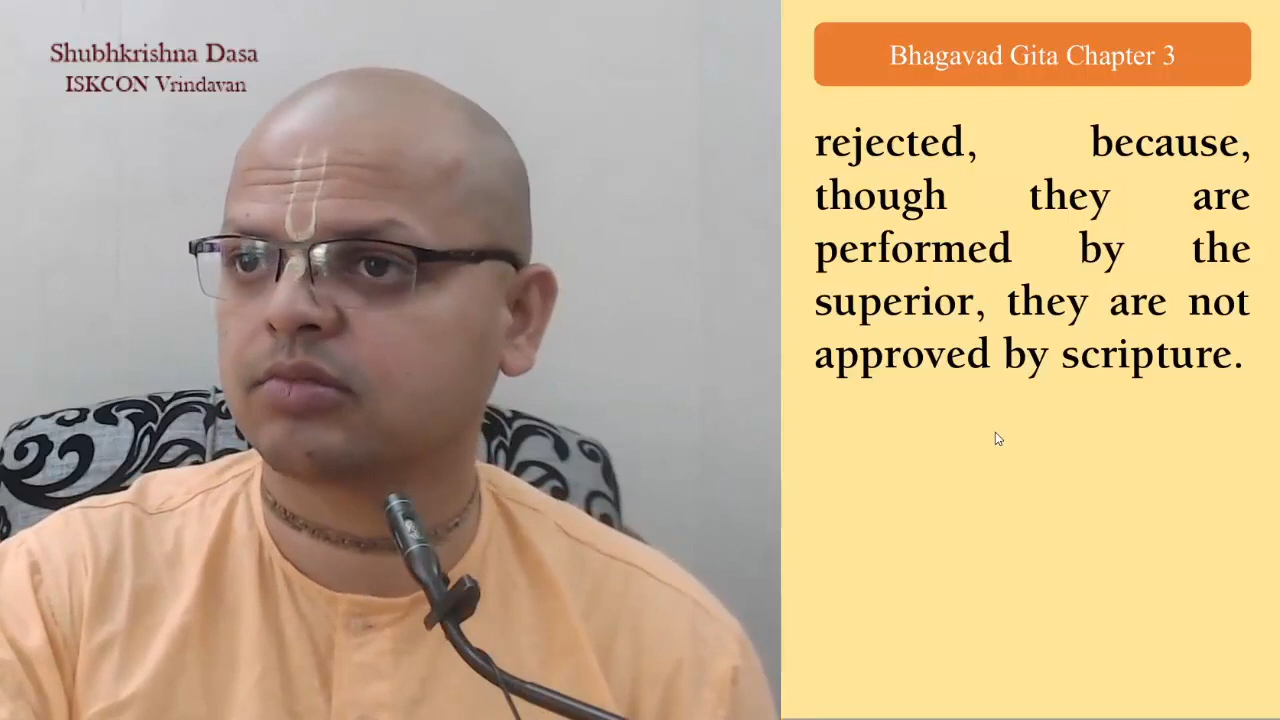 Shubhkrishna Dasa
ISKCON Vrindavan
Bhagavad Gita Chapter 3
rejected, because,
though they are
performed by the
superior, they are not
approved by scripture.